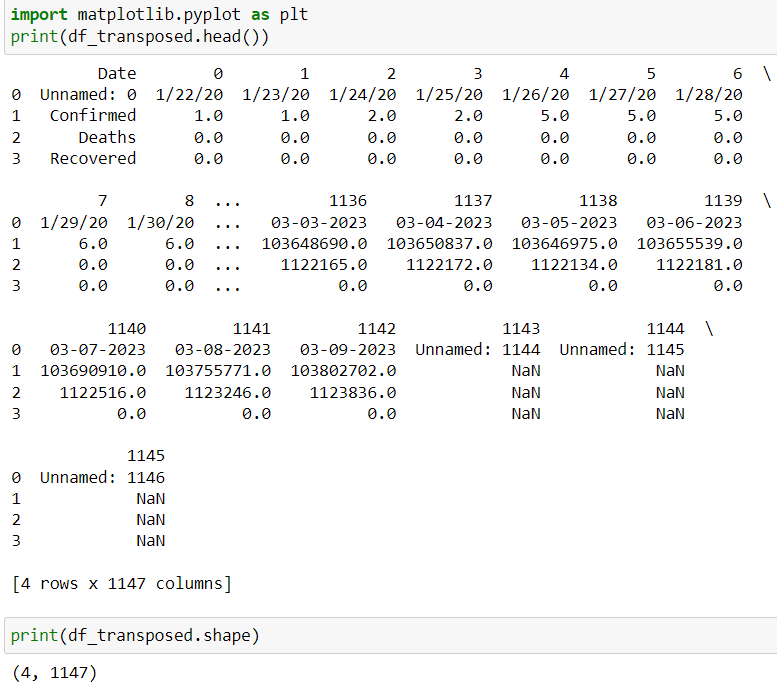 import matplotlib.pyplot as plt
print(df_transposed.head())
Date 0 1 2 3 4 5 6 \
0 Unnamed: 0 1/22/20 1/23/20 1/24/20 1/25/20 1/26/20 1/27/20 1/28/20
1 Confirmed 1.0 1.0 2.0 2.0 5.0 5.0 5.0
2 Deaths 0.0 0.0 0.0 0.0 0.0 0.0 0.0
3 Recovered 0.0 0.0 0.0 0.0 0.0 0.0 0.0
7 8 ... 1136 1137 1138 1139 \
0 1/29/20 1/30/20 ... 03-03-2023 03-04-2023 03-05-2023 03-06-2023
1 6.0 6.0 ... 103648690.0 103650837.0 103646975.0 103655539.0
2 0.0 0.0 ... 1122165.0 1122172.0 1122134.0 1122181.0
3 0.0 0.0 ... 0.0 0.0 0.0 0.0
1140 1141 1142 1143 1144 \
0 03-07-2023 03-08-2023 03-09-2023 Unnamed: 1144 Unnamed: 1145
1 103690910.0 103755771.0 103802702.0 NaN NaN
2 1122516.0 1123246.0 1123836.0 NaN NaN
3 0.0 0.0 0.0 NaN NaN
1145
0 Unnamed: 1146
1 NaN
2 NaN
3 NaN
[4 rows x 1147 columns]
print(df_transposed.shape)
(4, 1147)